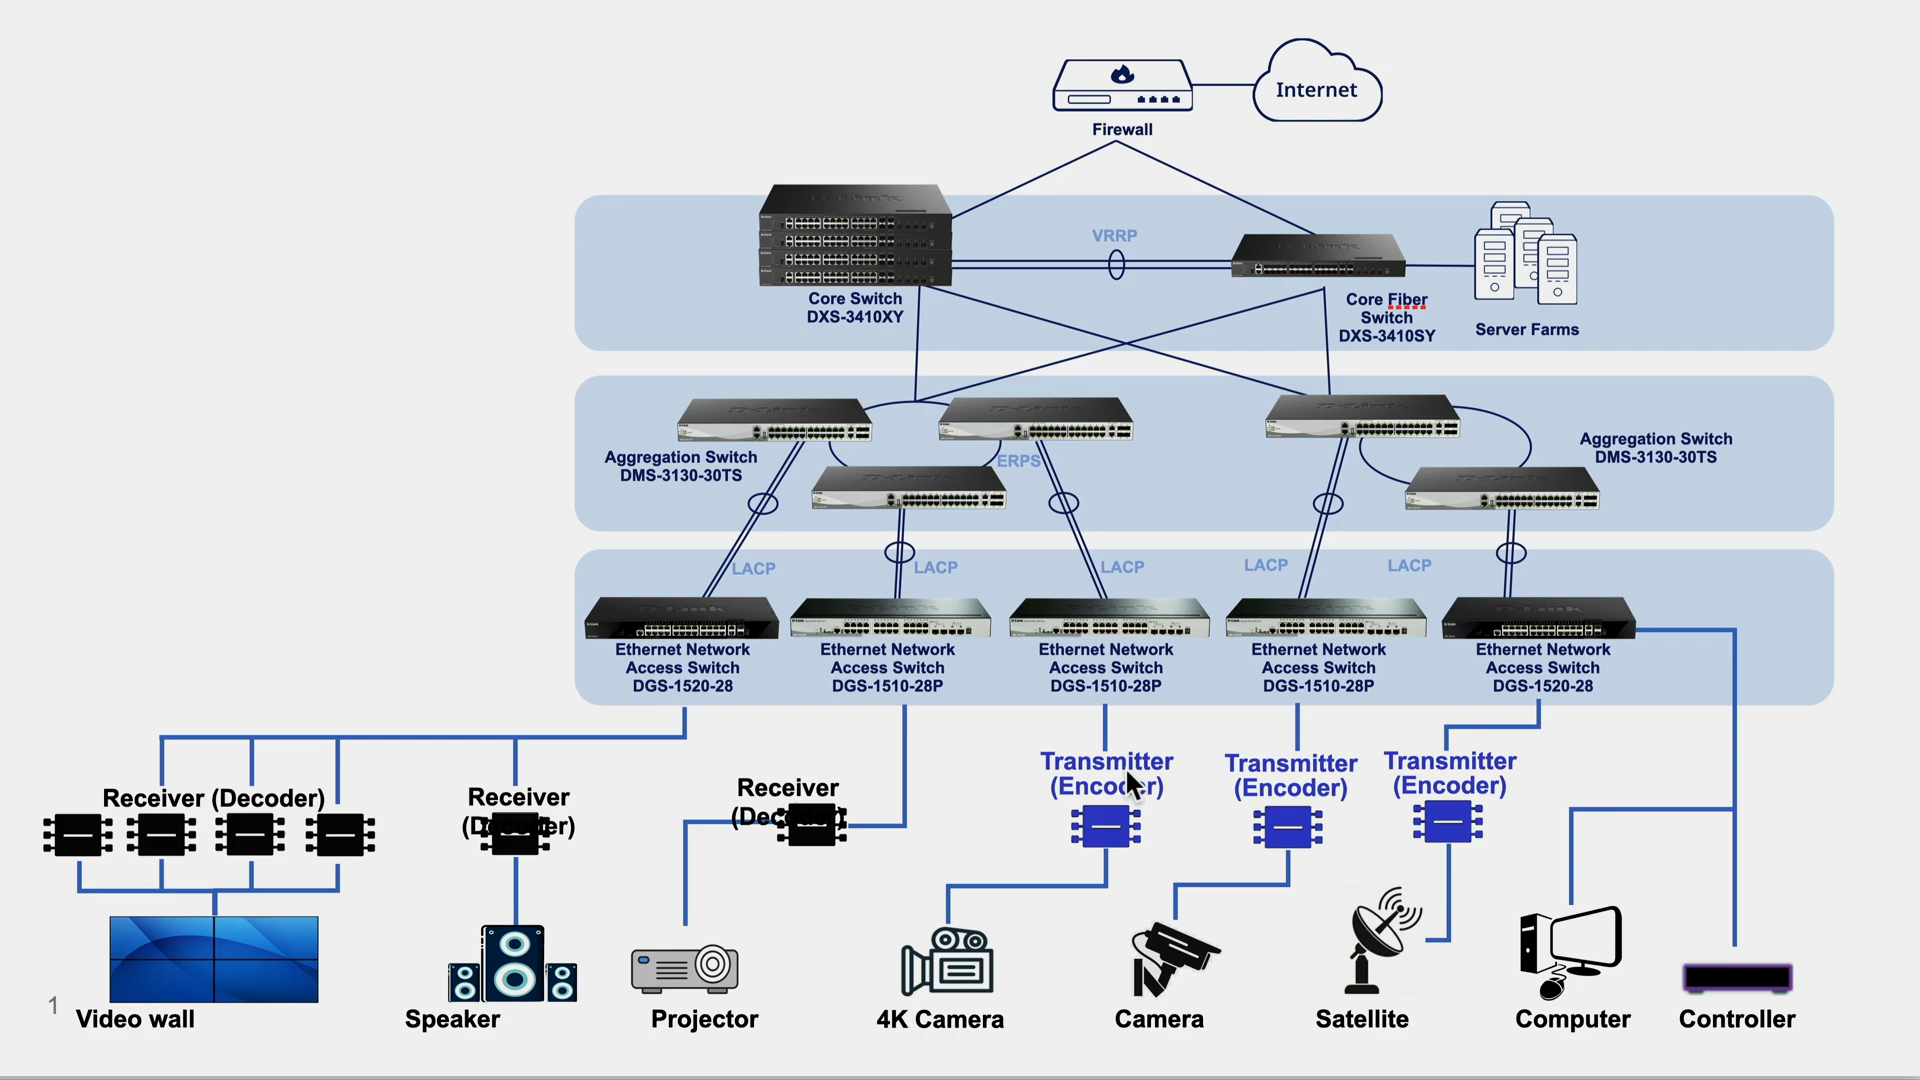 Internet
Firewall
VRRP
Core Switch
DXS-3410XY
Core Fiber
Switch
DXS-3410SY
Server Farms
Aggregation Switch
DMS-3130-30TS
ERPS
Aggregation Switch
DMS-3130-30TS
LACP
LACP
LACP
LACP
LACP
Ethernet Network
Access Switch
DGS-1520-28
Ethernet Network
Access Switch
DGS-1510-28P
Ethernet Network
Access Switch
DGS-1510-28P
Ethernet Network
Access Switch
DGS-1510-28P
Ethernet Network
Access Switch
DGS-1520-28
Receiver (Decoder)
Receiver
(Decoder)
Receiver
(Decoder)
Transmitter
(Encoder)
Transmitter
(Encoder)
Transmitter
(Encoder)
1
Video wall
Speaker
Projector
4K Camera
Camera
Satellite
Computer
Controller